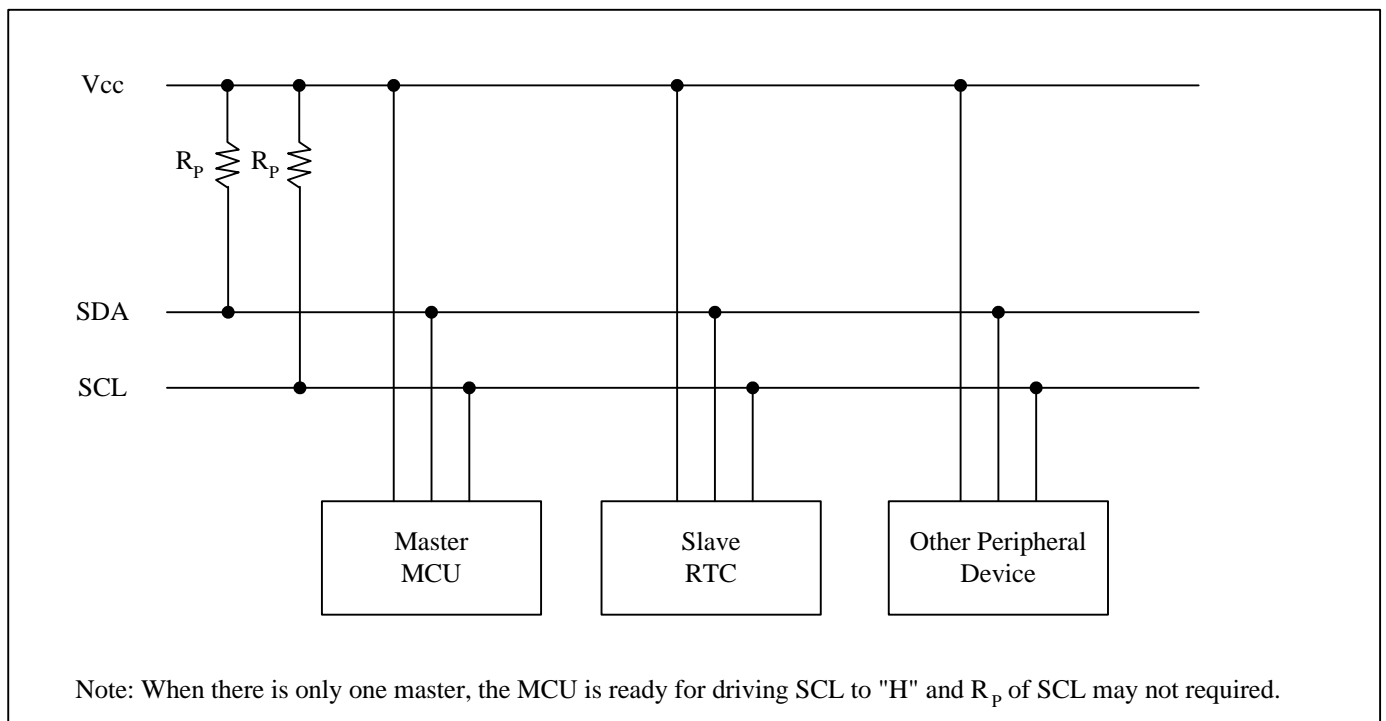 Vcc
R_P R_P
SDA
SCL
Master
MCU
Slave
RTC
Other Peripheral
Device
Note: When there is only one master, the MCU is ready for driving SCL to "H" and R_P of SCL may not required.